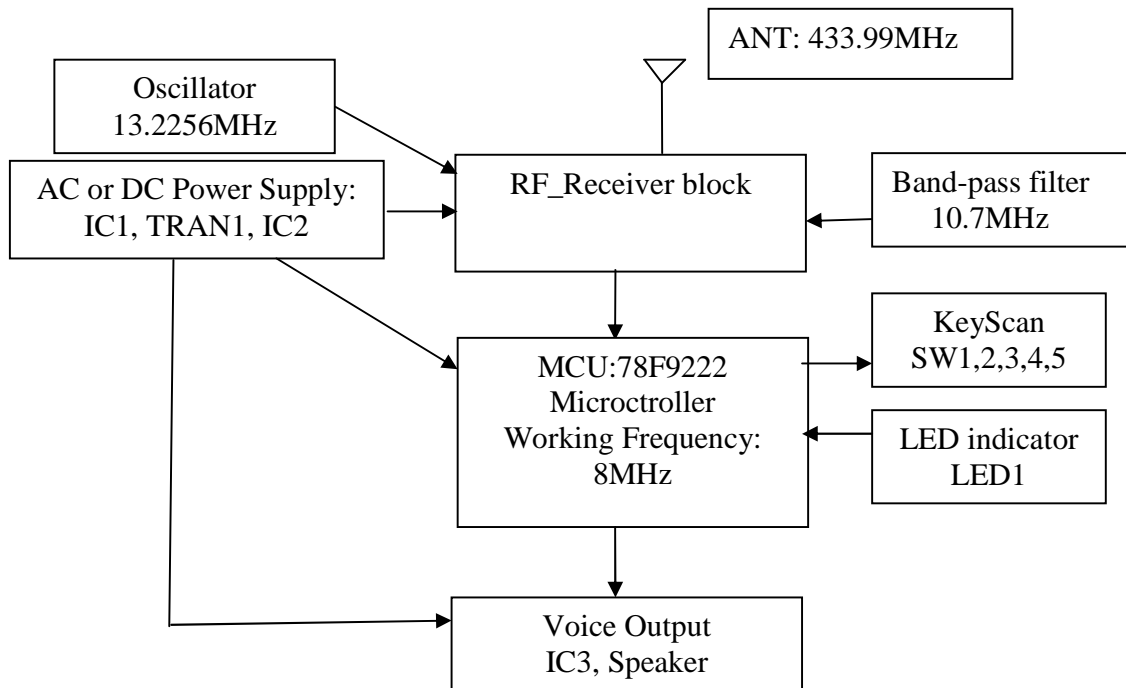 ANT: 433.99MHz
Oscillator
13.2256MHz
AC or DC Power Supply:
IC1, TRAN1, IC2
RF_Receiver block
Band-pass filter
10.7MHz
KeyScan
SW1,2,3,4,5
MCU:78F9222
Microctroller
Working Frequency:
8MHz
LED indicator
LED1
Voice Output
IC3, Speaker